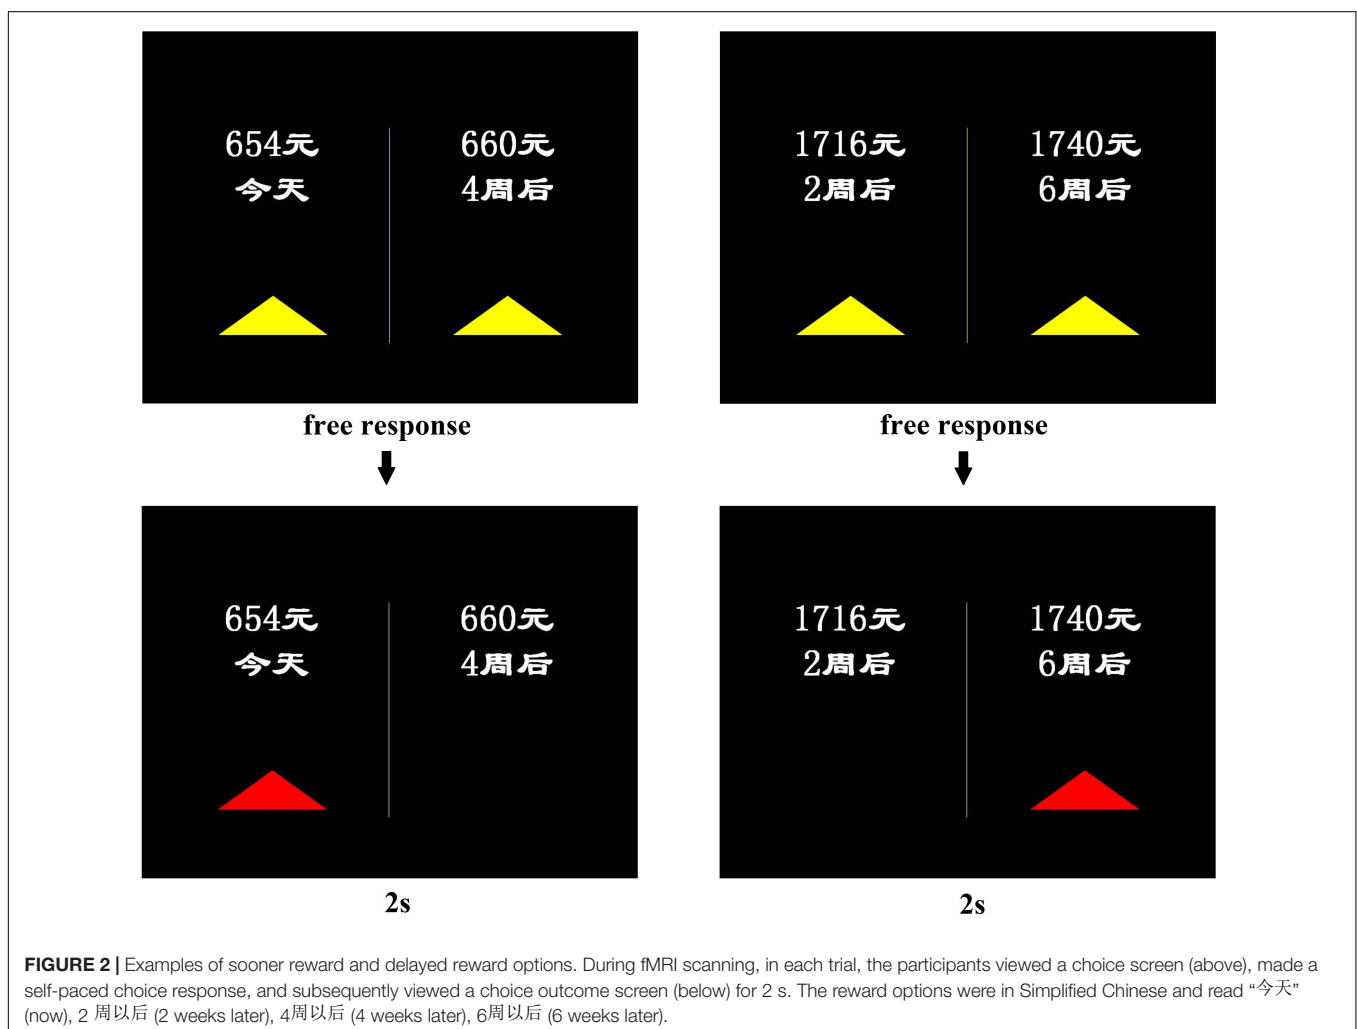 654元 660元
今天 4周后
1716元 1740元
2周后 6周后
free response free response
654元 660元
今天 4周后
1716元 1740元
2周后 6周后
2s 2s
FIGURE 2 | Examples of sooner reward and delayed reward options. During fMRI scanning, in each trial, the participants viewed a choice screen (above), made a
self-paced choice response, and subsequently viewed a choice outcome screen (below) for 2 s. The reward options were in Simplified Chinese and read “今天”
(now), 2 周以后 (2 weeks later), 4周以后 (4 weeks later), 6周以后 (6 weeks later).